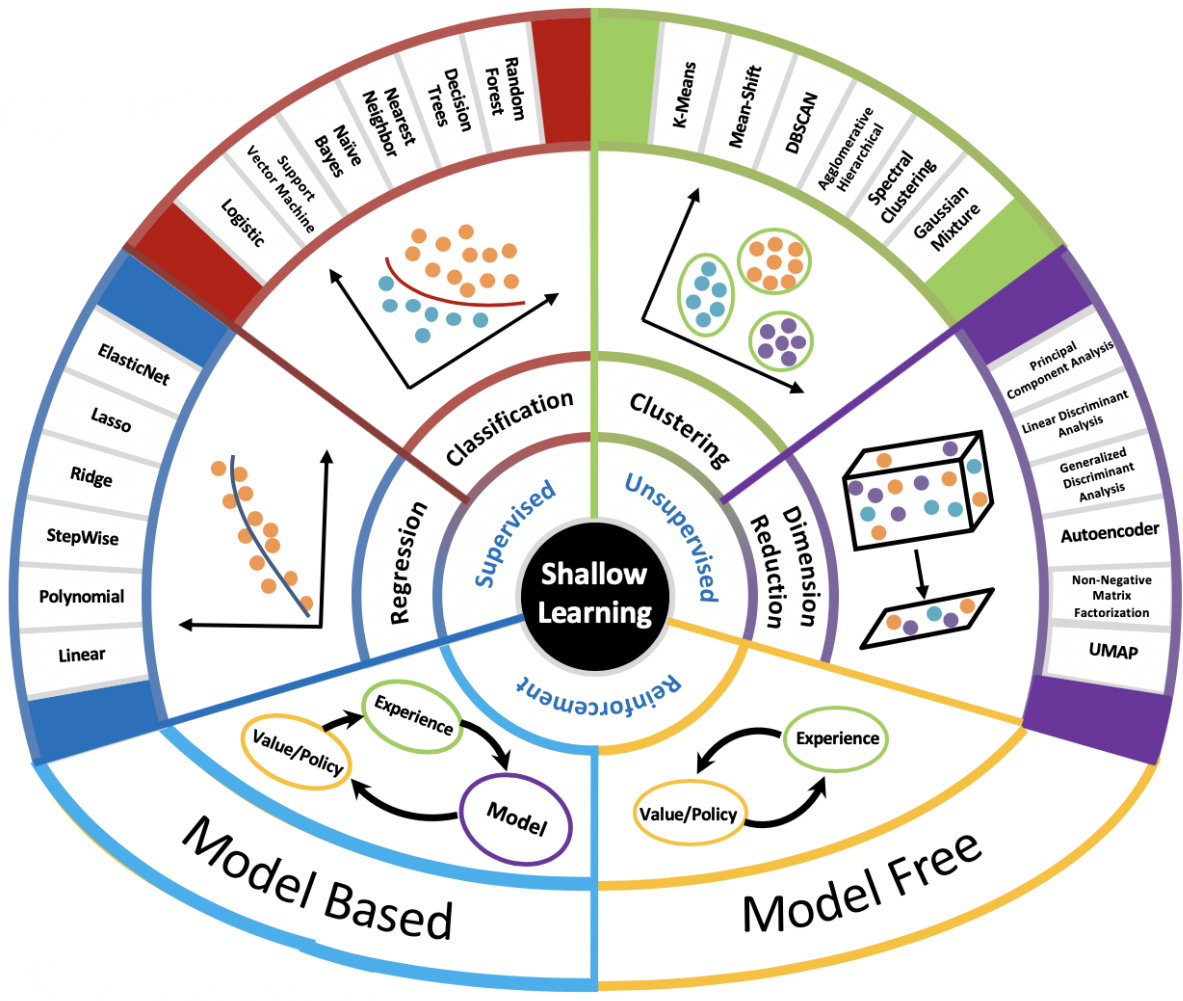 Random
Forest
Decision
Trees
Nearest
Neighbor
Naïve
Bayes
Support
Vector Machine
Logistic
K-Means
Mean-Shift
DBSCAN
Agglomerative
Hierarchical
Spectral
Clustering
Gaussian
Mixture
ElasticNet
Lasso
Ridge
StepWise
Polynomial
Linear
Principal
Component Analysis
Linear Discriminant
Analysis
Generalized
Discriminant
Analysis
Autoencoder
Non-Negative
Matrix
Factorization
UMAP
Classification
Clustering
Regression
Dimension
Reduction
Supervised
Unsupervised
Shallow
Learning
Reinforcement
Experience
Value/Policy
Model
Experience
Value/Policy
Model Based
Model Free